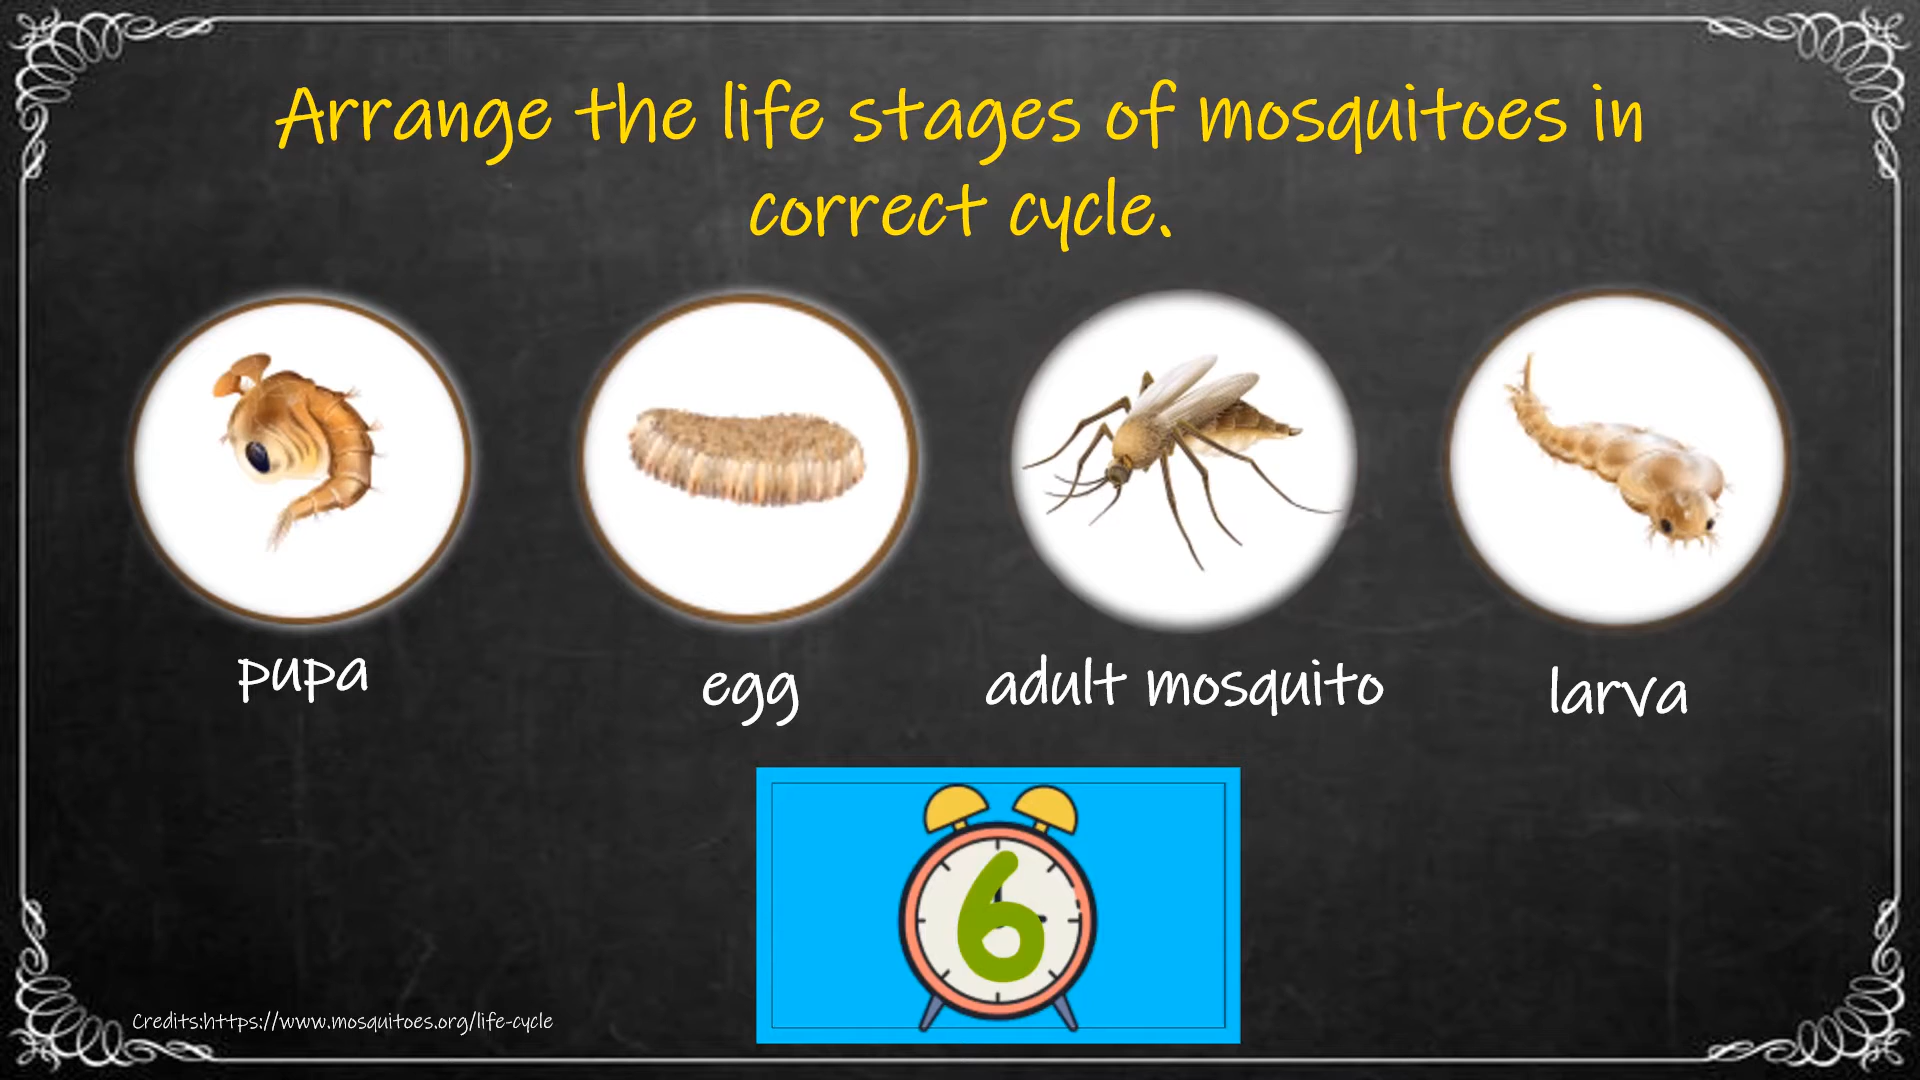 Arrange the life stages of mosquitoes in
correct cycle.
pupa
egg
adult mosquito
larva
6
Credits:https://www.mosquitoes.org/life-cycle